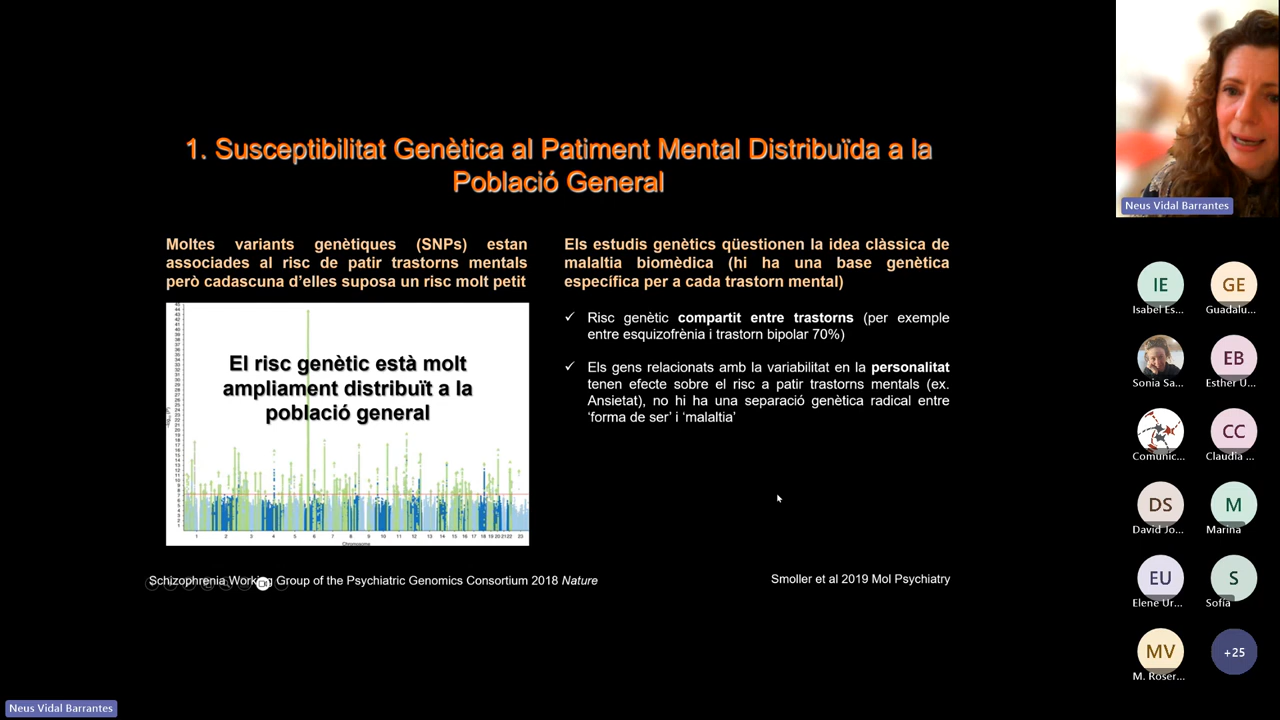 1. Susceptibilitat Genètica al Patiment Mental Distribuïda a la
Població General
Moltes variants genètiques (SNPs) estan
associades al risc de patir trastorns mentals
però cadascuna d'elles suposa un risc molt petit
El risc genètic està molt
ampliament distribuït a la
població general
Chromosome
Schizophrenia Working Group of the Psychiatric Genomics Consortium 2018 Nature
Els estudis genètics qüestionen la idea clàssica de
malaltia biomèdica (hi ha una base genètica
específica per a cada trastorn mental)
✓ Risc genètic compartit entre trastorns (per exemple
entre esquizofrènia i trastorn bipolar 70%)
✓ Els gens relacionats amb la variabilitat en la personalitat
tenen efecte sobre el risc a patir trastorns mentals (ex.
Ansietat), no hi ha una separació genètica radical entre
'forma de ser' i 'malaltia'
Smoller et al 2019 Mol Psychiatry
Neus Vidal Barrantes
IE
Isabel Es...
GE
Guadalu...
Sonia Sa...
EB
Esther U...
Comunic...
CC
Claudia ...
DS
David Jo...
M
Marina
EU
Elene Ur...
S
Sofía
MV
M. Roser...
+25
Neus Vidal Barrantes